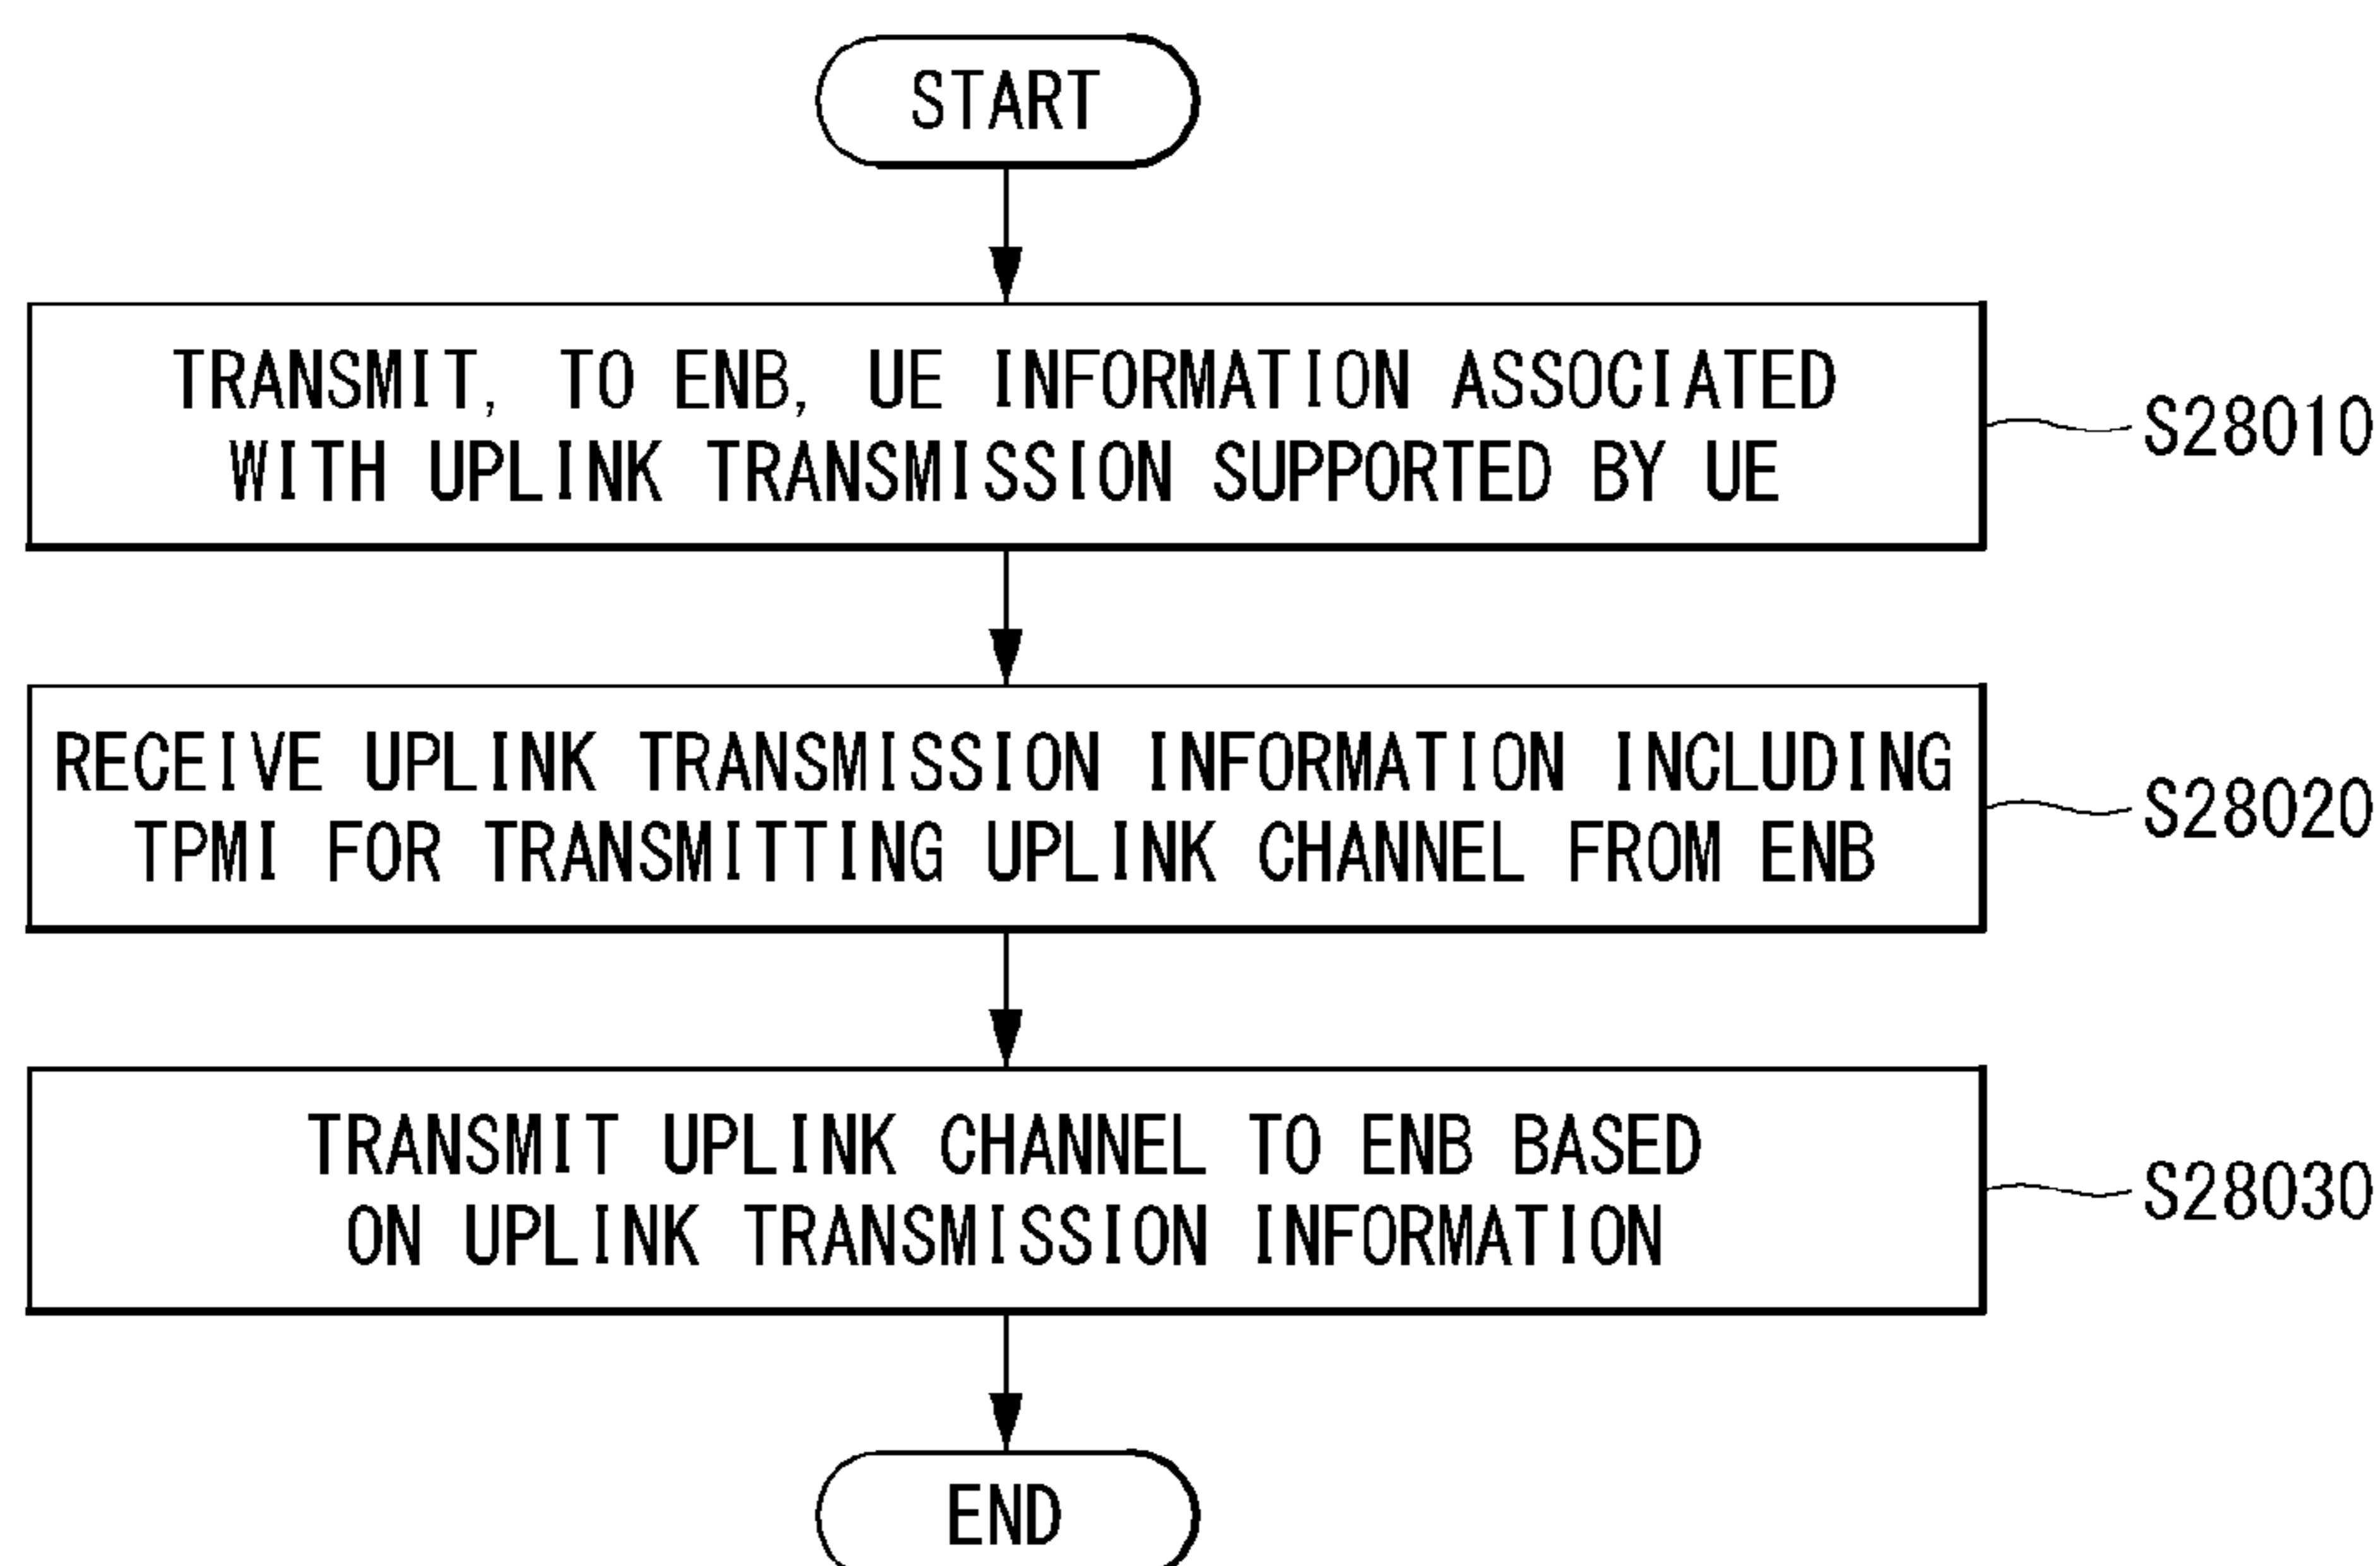 START
TRANSMIT, TO ENB, UE INFORMATION ASSOCIATED
WITH UPLINK TRANSMISSION SUPPORTED BY UE
S28010
RECEIVE UPLINK TRANSMISSION INFORMATION INCLUDING
TPMI FOR TRANSMITTING UPLINK CHANNEL FROM ENB
S28020
TRANSMIT UPLINK CHANNEL TO ENB BASED
ON UPLINK TRANSMISSION INFORMATION
S28030
END